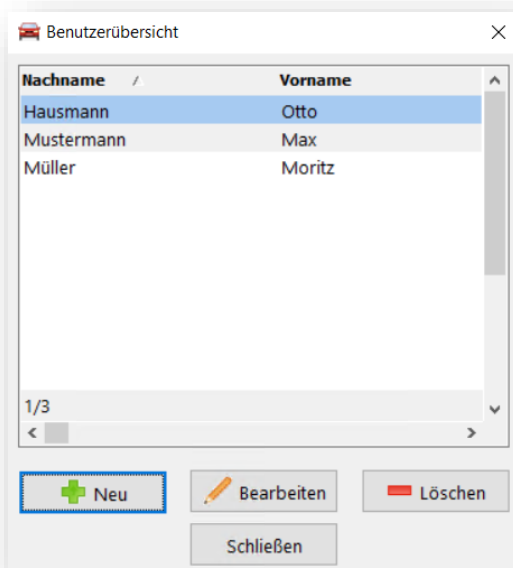 Benutzerübersicht
Nachname Vorname
Hausmann Otto
Mustermann Max
Müller Moritz
1/3
Neu Bearbeiten Löschen
Schließen